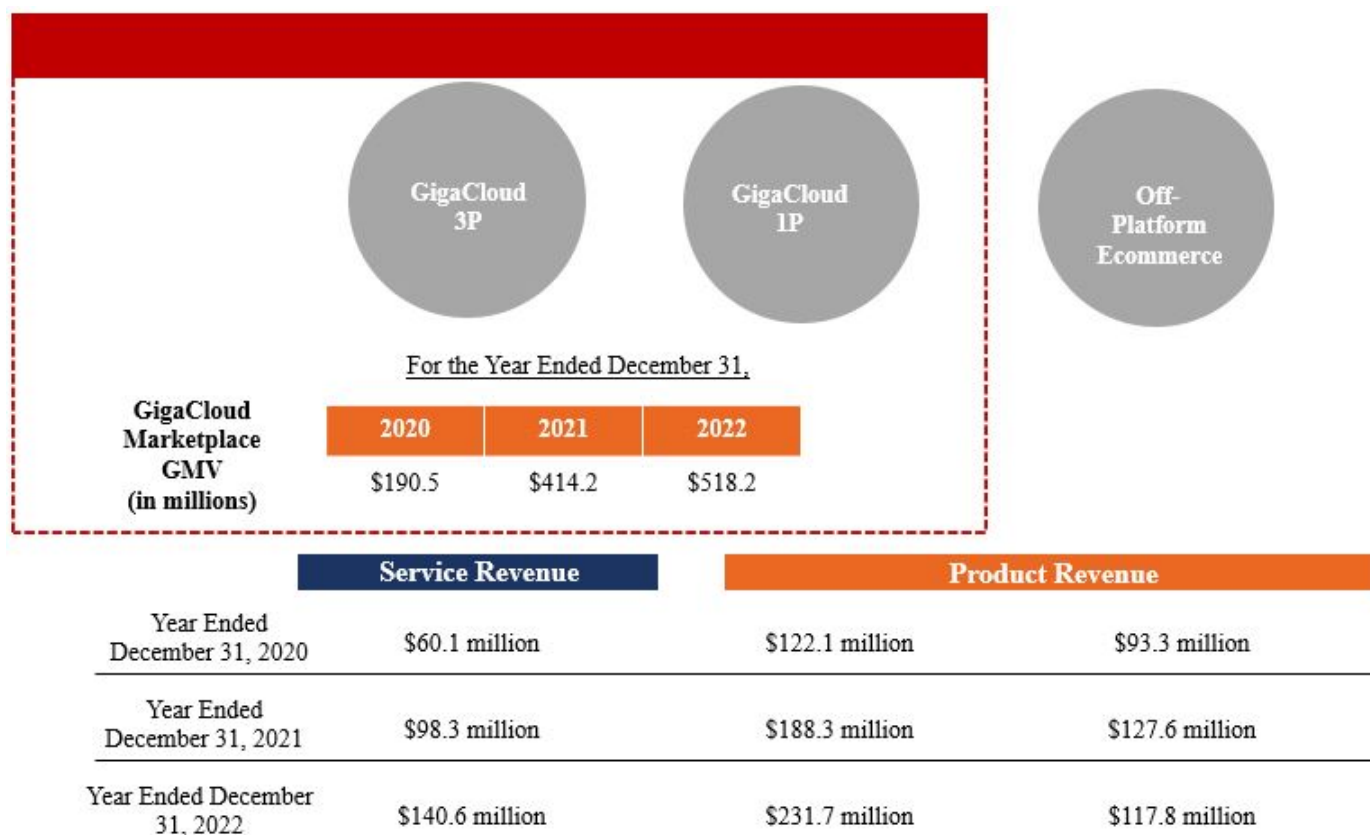 GigaCloud
3P
GigaCloud
1P
Off-
Platform
Ecommerce
For the Year Ended December 31,
GigaCloud
Marketplace
GMV
(in millions)
2020 2021 2022
$190.5 $414.2 $518.2
Service Revenue Product Revenue
Year Ended
December 31, 2020
$60.1 million $122.1 million $93.3 million
Year Ended
December 31, 2021
$98.3 million $188.3 million $127.6 million
Year Ended December
31, 2022
$140.6 million $231.7 million $117.8 million